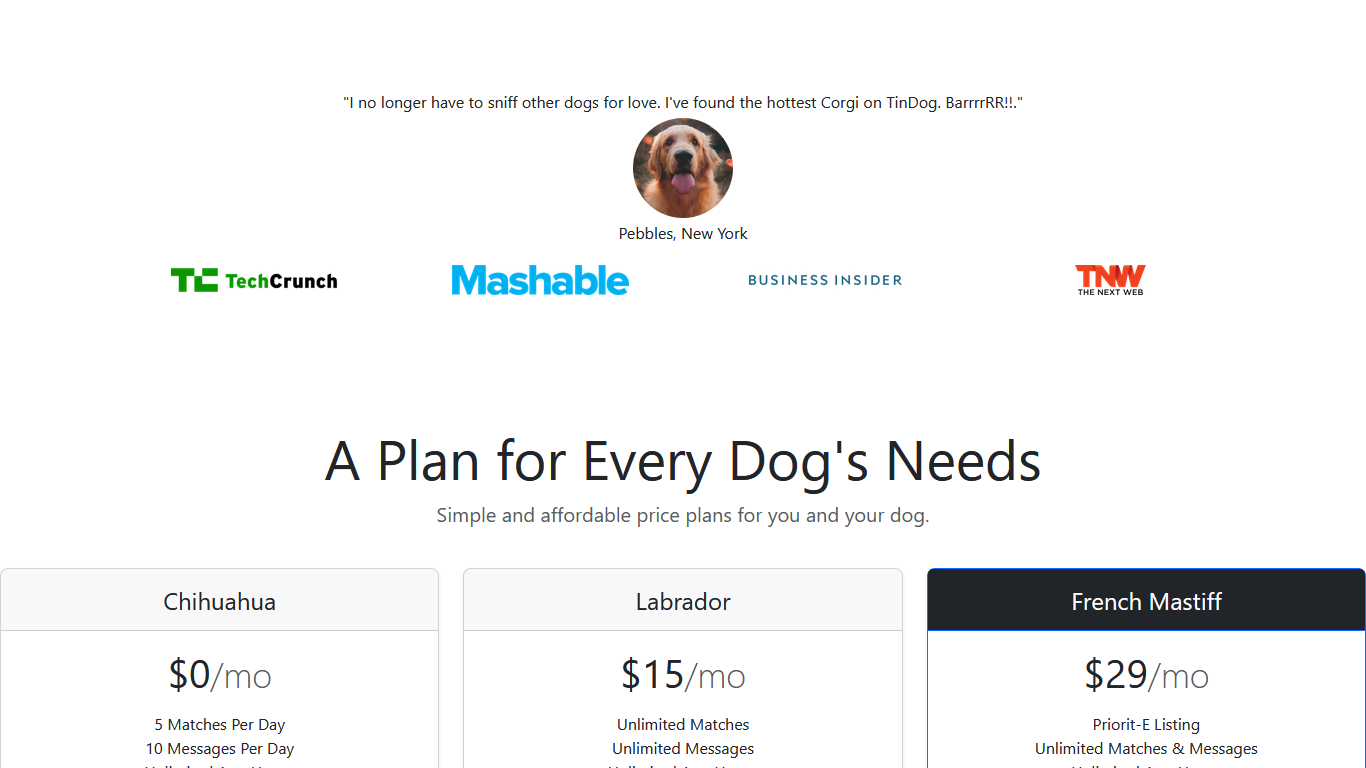 "I no longer have to sniff other dogs for love. I've found the hottest Corgi on TinDog. BarrrrRR!!."
Pebbles, New York
TC TechCrunch
Mashable
BUSINESS INSIDER
TNW
THE NEXT WEB
A Plan for Every Dog's Needs
Simple and affordable price plans for you and your dog.
Chihuahua
$0/mo
5 Matches Per Day
10 Messages Per Day
Labrador
$15/mo
Unlimited Matches
Unlimited Messages
French Mastiff
$29/mo
Priorit-E Listing
Unlimited Matches & Messages